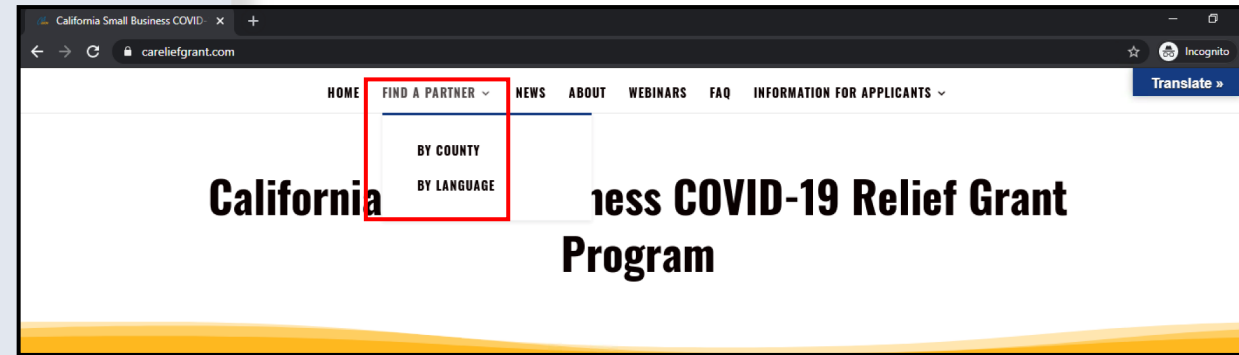 California Small Business COVID-
careliefgrant.com
Incognito
HOME FIND A PARTNER NEWS ABOUT WEBINARS FAQ INFORMATION FOR APPLICANTS
Translate »
BY COUNTY
BY LANGUAGE
California ness COVID-19 Relief Grant
Program